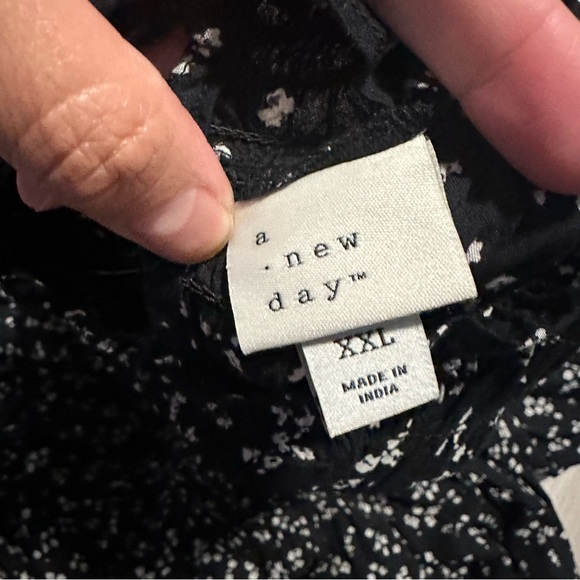 a
. new
day™
XXL
MADE IN
INDIA